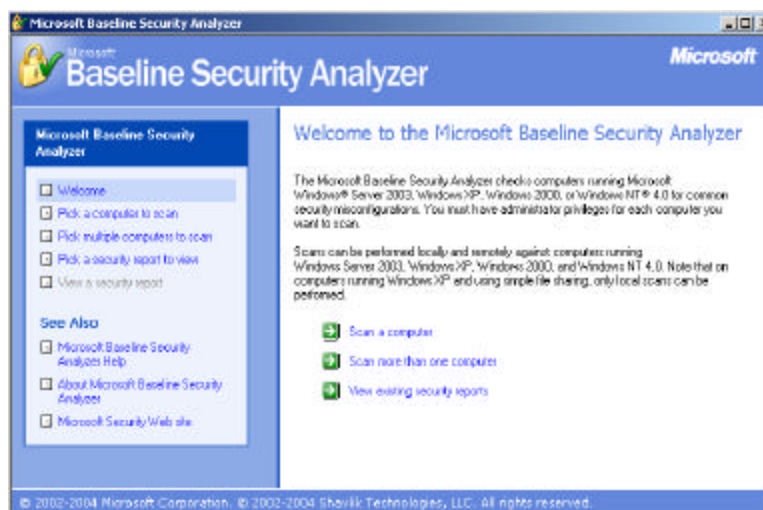 Microsoft Baseline Security Analyzer
Microsoft
Baseline Security Analyzer
Microsoft
Microsoft Baseline Security
Analyzer
Welcome
Pick a computer to scan
Pick multiple computers to scan
Pick a security report to view
View a security report
See Also
Microsoft Baseline Security
Analyzer Help
About Microsoft Baseline Security
Analyzer
Microsoft Security Web site
Welcome to the Microsoft Baseline Security Analyzer
The Microsoft Baseline Security Analyzer checks computers running Microsoft
Windows® Server 2003, Windows XP, Windows 2000, or Windows NT® 4.0 for common
security misconfigurations. You must have administrator privileges for each computer you
want to scan.
Scans can be performed locally and remotely against computers running
Windows Server 2003, Windows XP, Windows 2000, and Windows NT 4.0. Note that on
computers running Windows XP and using simple file sharing, only local scans can be
performed.
Scan a computer
Scan more than one computer
View existing security reports
© 2002-2004 Microsoft Corporation. © 2002-2004 Shavlik Technologies, LLC. All rights reserved.